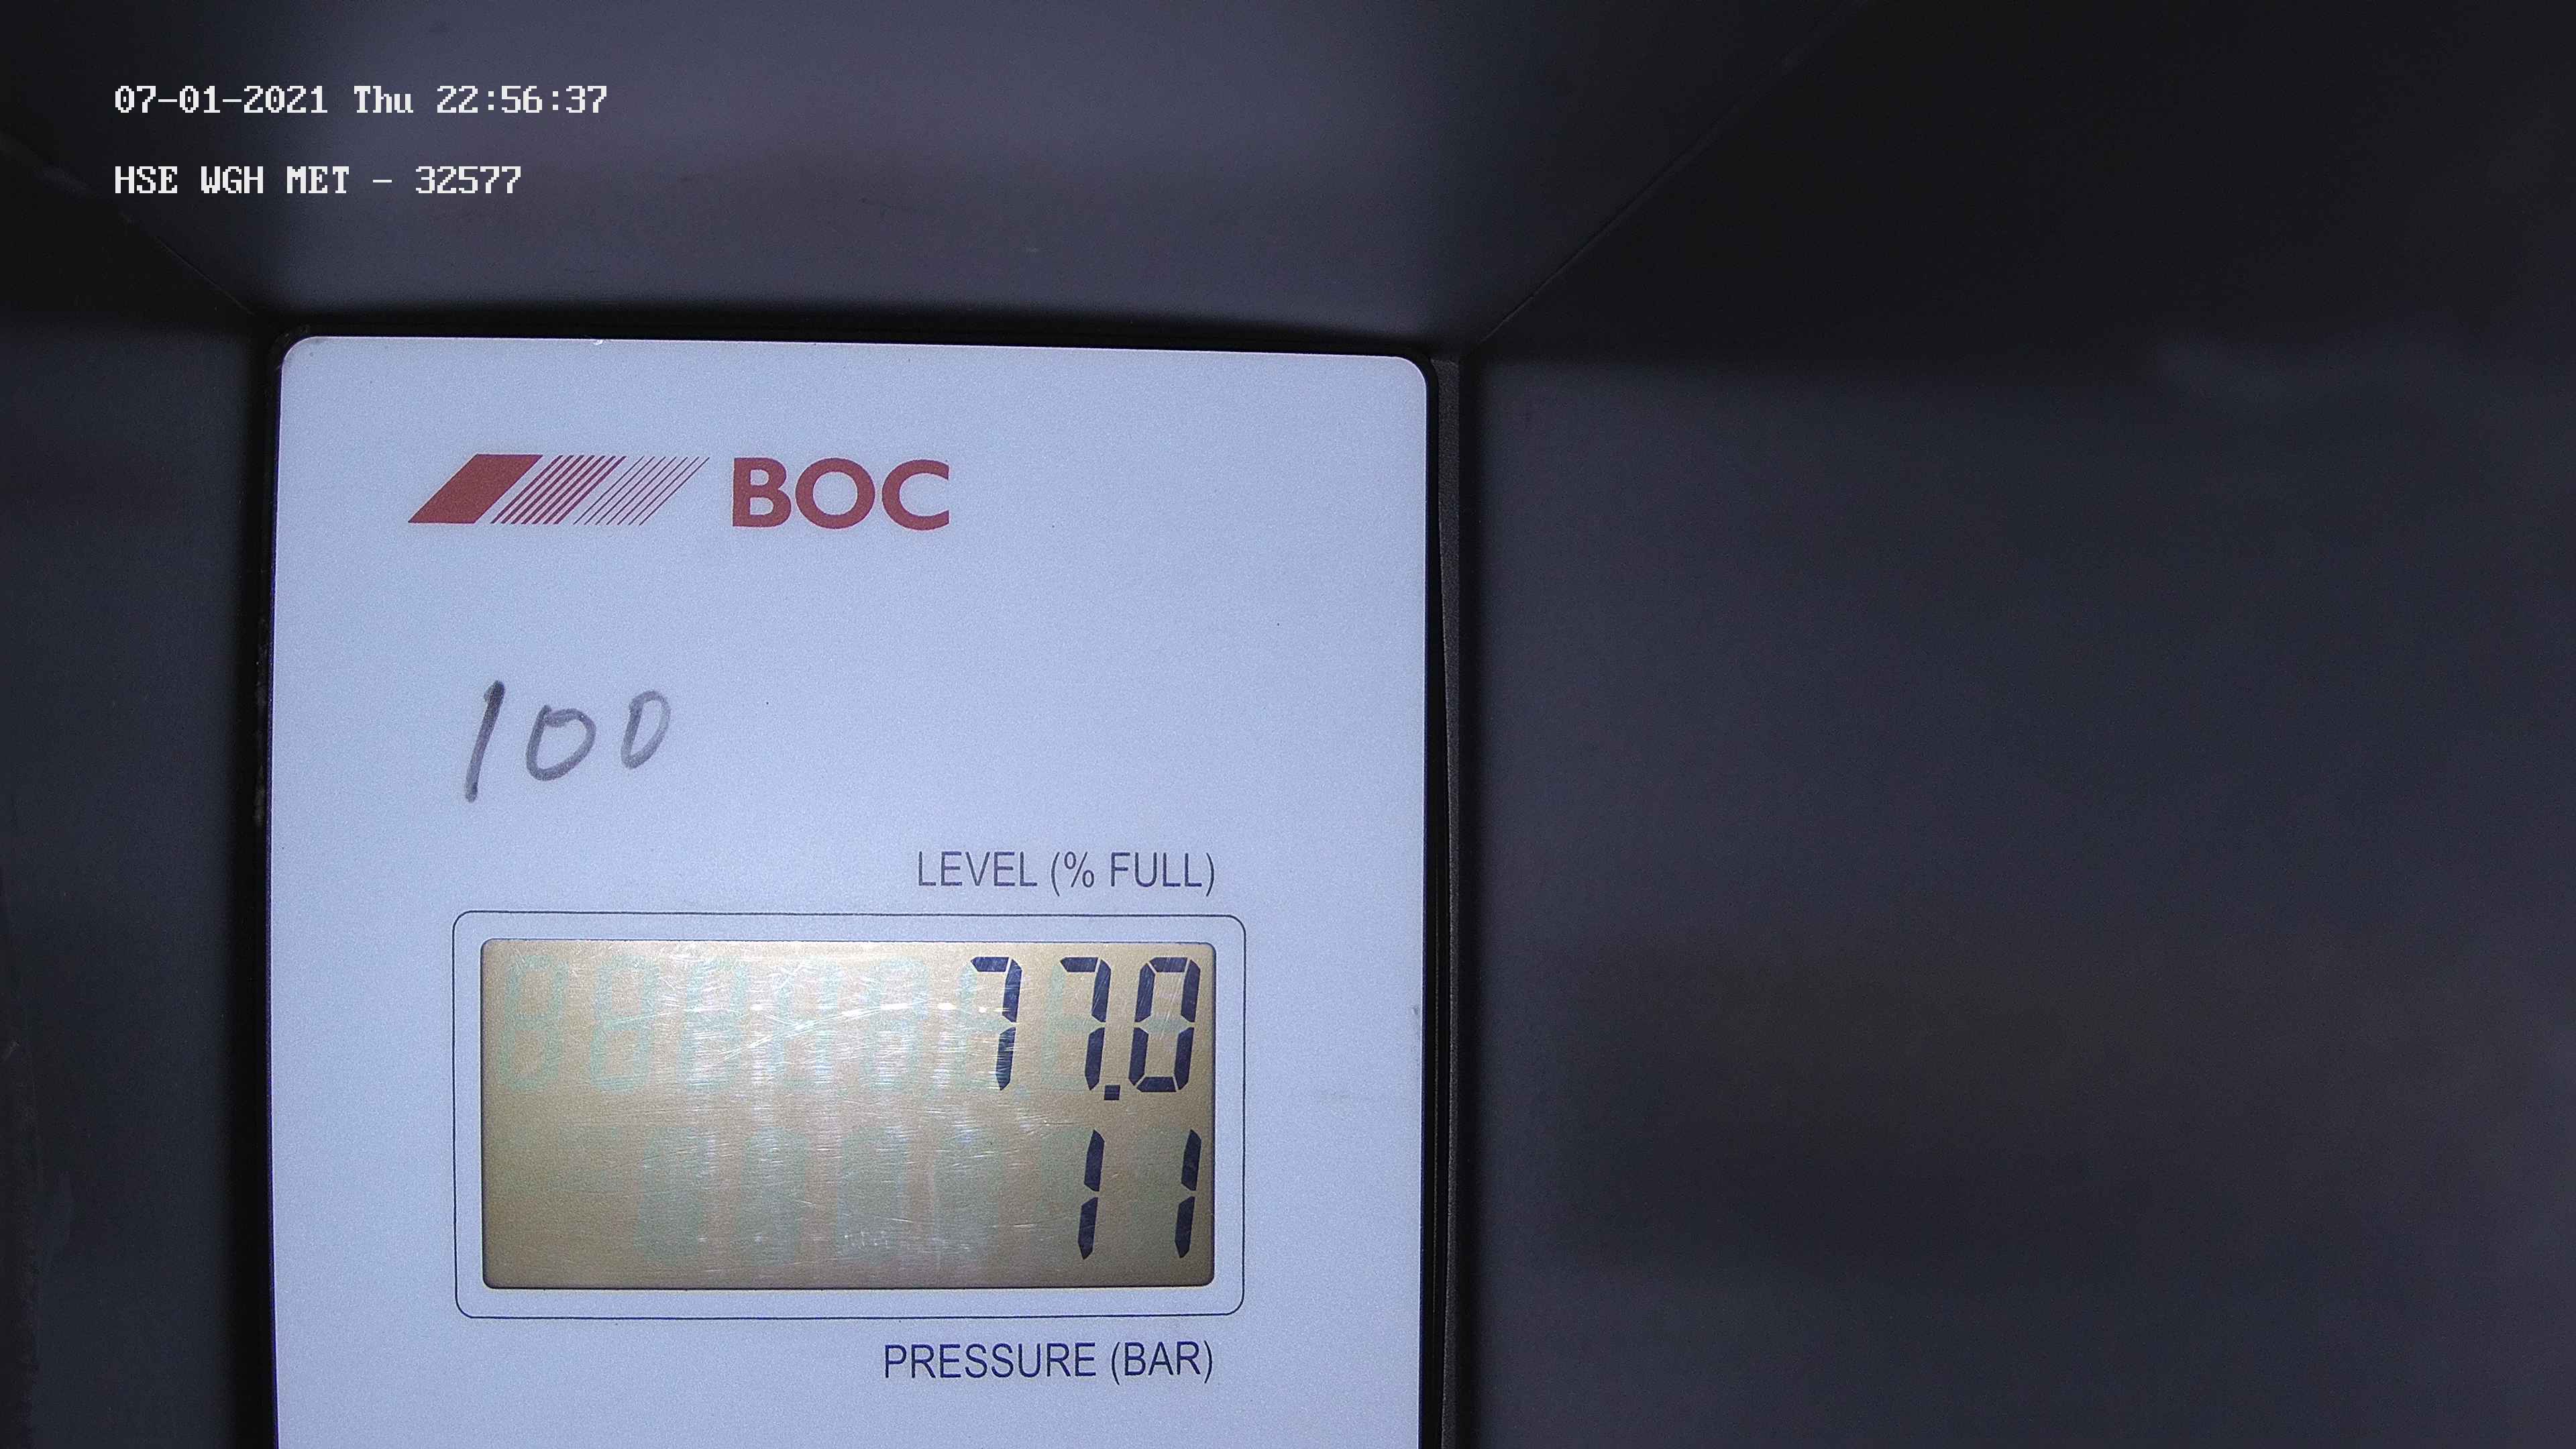 07-01-2021 Thu 22:56:37
HSE WGH MET - 32577
BOC
100
LEVEL (% FULL)
77.0
11
PRESSURE (BAR)